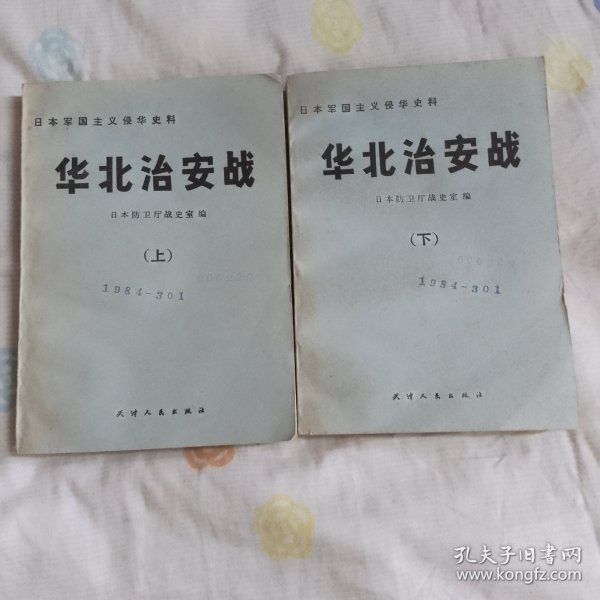 日本军国主义侵华史料
华北治安战
日本防卫厅战史室 编
(上)
1984-301
天津人民出版社
日本军国主义侵华史料
华北治安战
日本防卫厅战史室 编
(下)
1984-301
天津人民出版社
孔夫子旧书网
www.kongfz.com